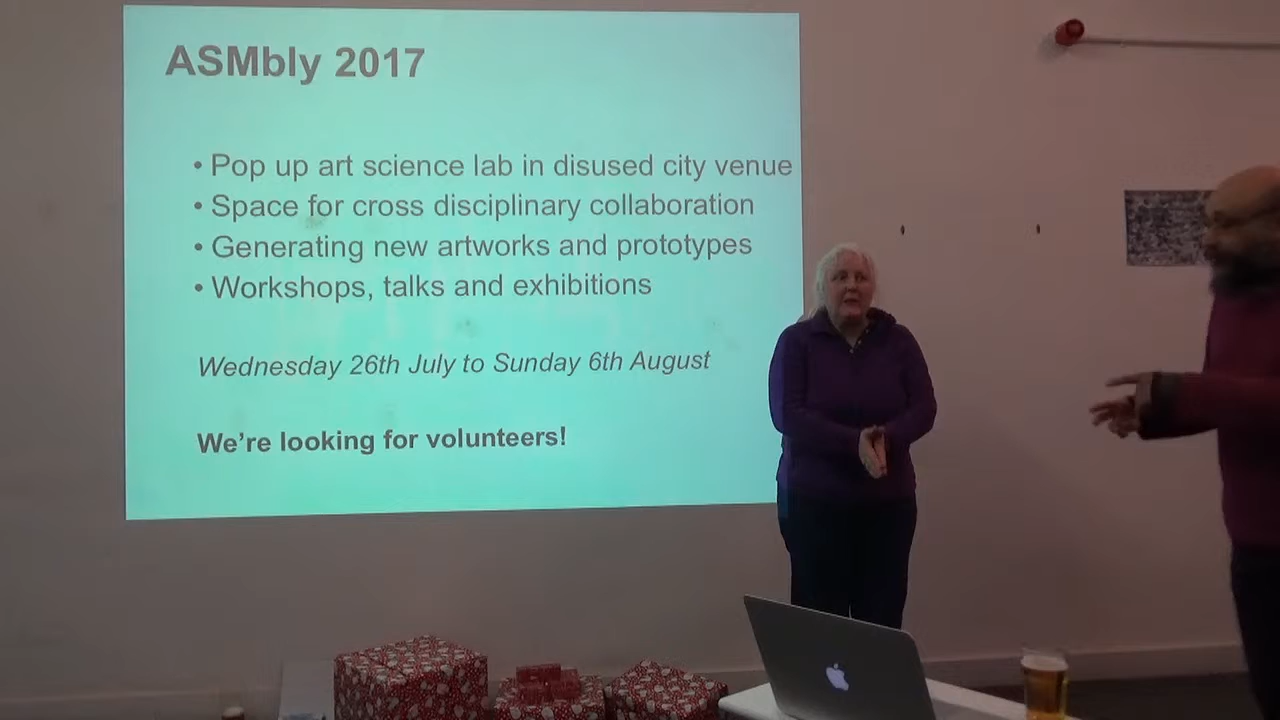 ASMbly 2017
• Pop up art science lab in disused city venue
• Space for cross disciplinary collaboration
• Generating new artworks and prototypes
• Workshops, talks and exhibitions
Wednesday 26th July to Sunday 6th August
We're looking for volunteers!